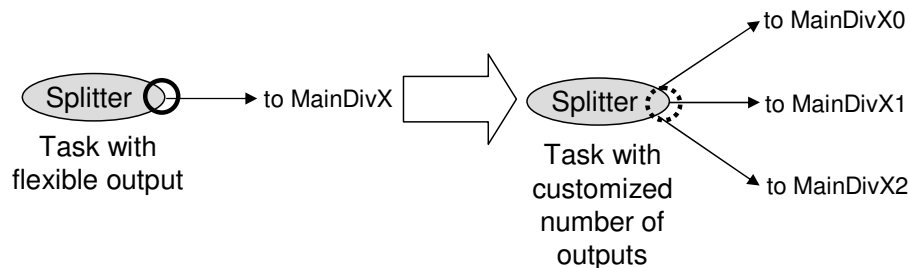 Splitter
to MainDivX
Task with
flexible output
to MainDivX0
Splitter
to MainDivX1
to MainDivX2
Task with
customized
number of
outputs